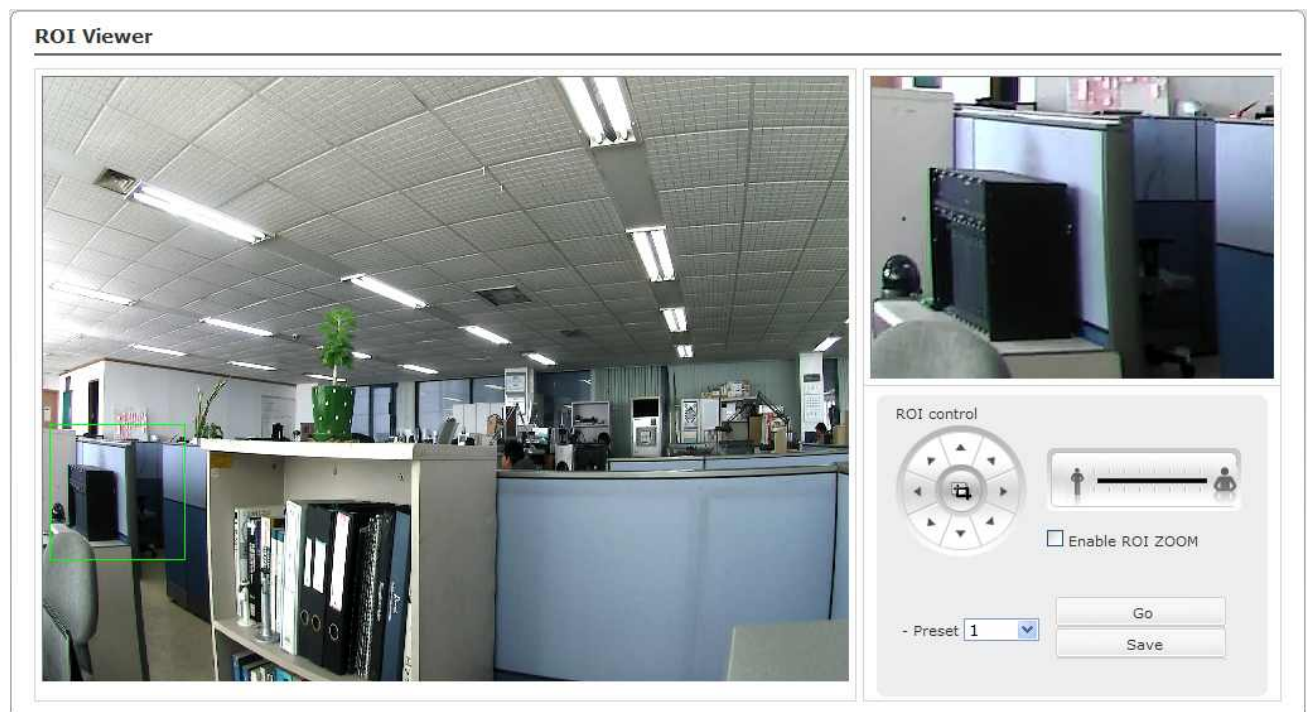 ROI Viewer
ROI control
Enable ROI ZOOM
- Preset 1
Go
Save